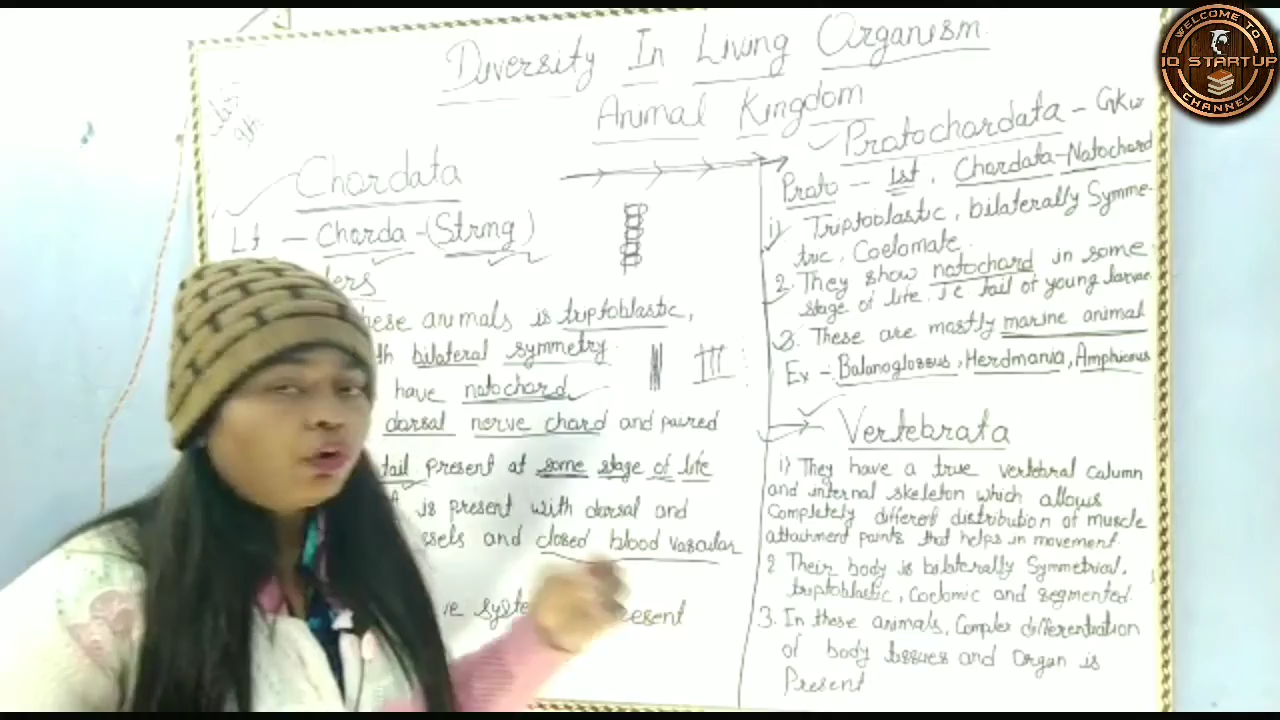 Diversity In Living Organism
Animal Kingdom
Chordata
Lt - Chorda - (String)
ers
these animals is triptoblastic,
th bilateral symmetry.
have notochord
dorsal nerve chord and paired
tail present at some stage of life
is present with dorsal and
ssels and closed blood vascular
ve syste esent
Protochordata - Gk
Proto - 1st, Chordata-Notochord
1) Triptoblastic, bilaterally Symme-
tric, Coelomate.
2. They show notochord in some
stage of life. i.e. tail of young larvae
3. These are mostly marine animal
Ex - Balanoglossus, Herdmania, Amphioxus
Vertebrata
1) They have a true vertebral column
and internal skeleton which allows
completely different distribution of muscle
attachment points that helps in movement.
2 Their body is bilaterally Symmetrical,
triptoblastic, Coelomic and segmented.
3. In these animals, Complex differentiation
of body tissues and organ is
Present
WELCOME TO
IQ STARTUP
CHANNEL